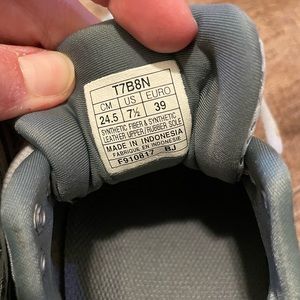 T7B8N
CM US EURO
24.5 7½ 39
SYNTHETIC FIBER & SYNTHETIC
LEATHER UPPER/RUBBER SOLE
MADE IN INDONESIA
FABRIQUE EN INDONESIE
F910817 BJ